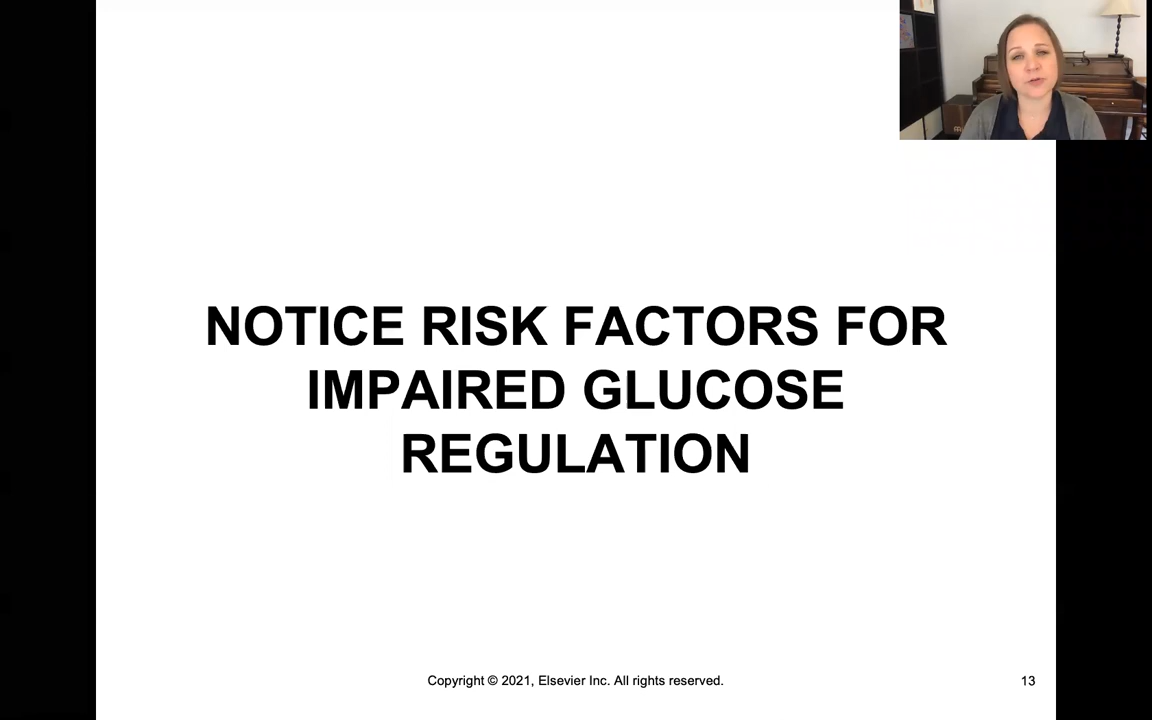 NOTICE RISK FACTORS FOR
IMPAIRED GLUCOSE
REGULATION
Copyright © 2021, Elsevier Inc. All rights reserved.
13